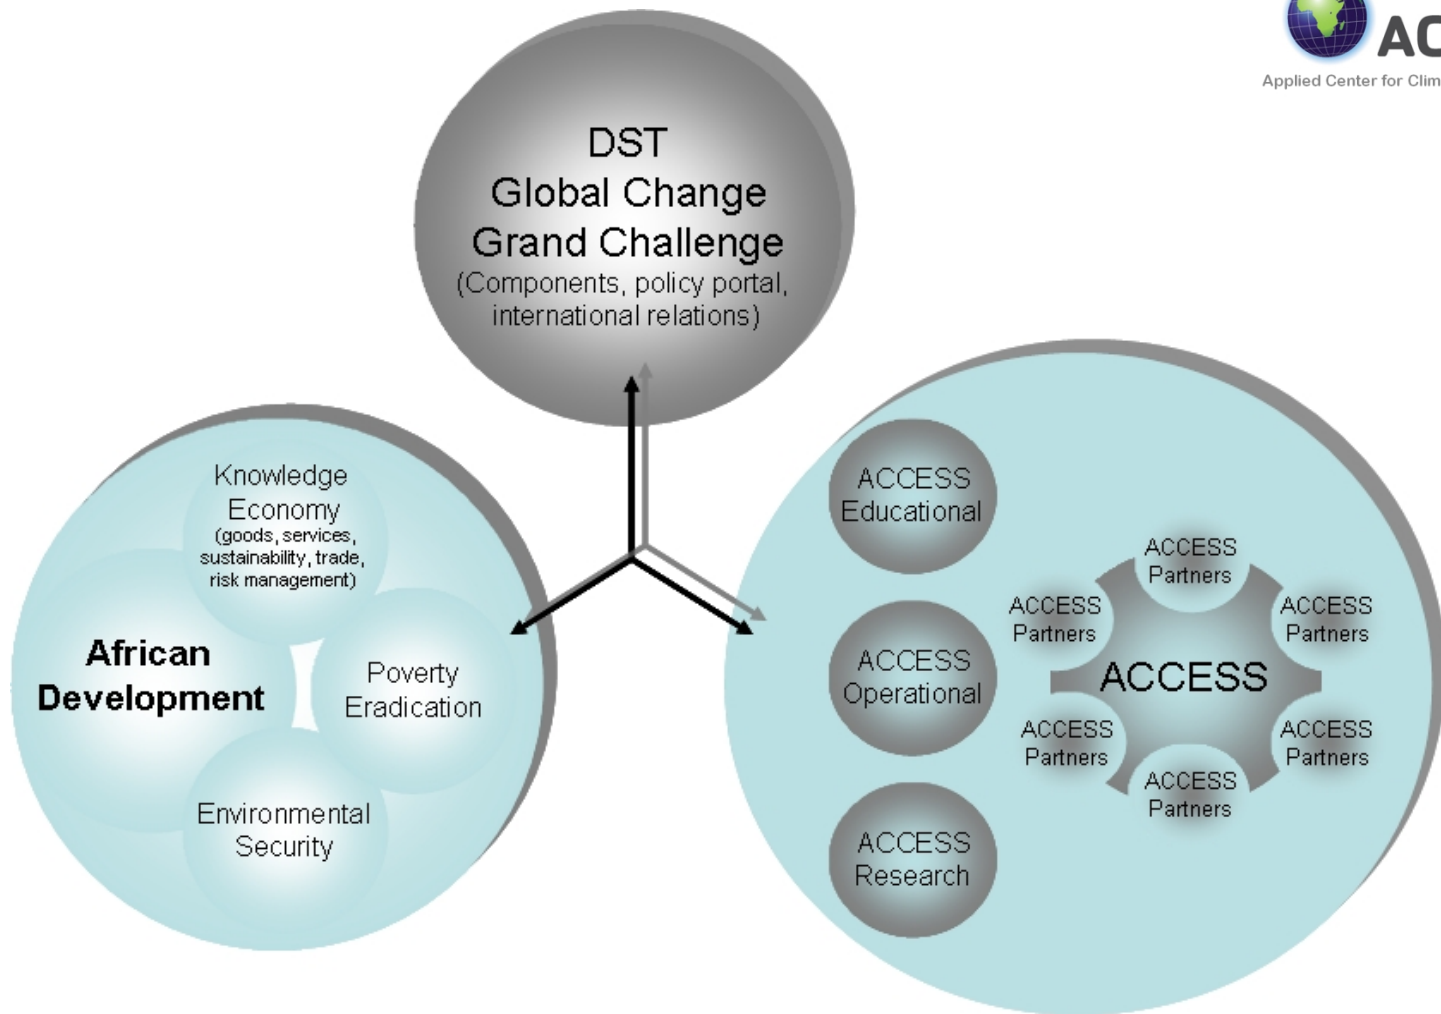 AC
Applied Center for Clim
DST
Global Change
Grand Challenge
(Components, policy portal,
international relations)
Knowledge
Economy
(goods, services,
sustainability, trade,
risk management)
African
Development
Poverty
Eradication
Environmental
Security
ACCESS
Educational
ACCESS
Operational
ACCESS
Research
ACCESS
Partners
ACCESS
Partners
ACCESS
Partners
ACCESS
ACCESS
Partners
ACCESS
Partners
ACCESS
Partners